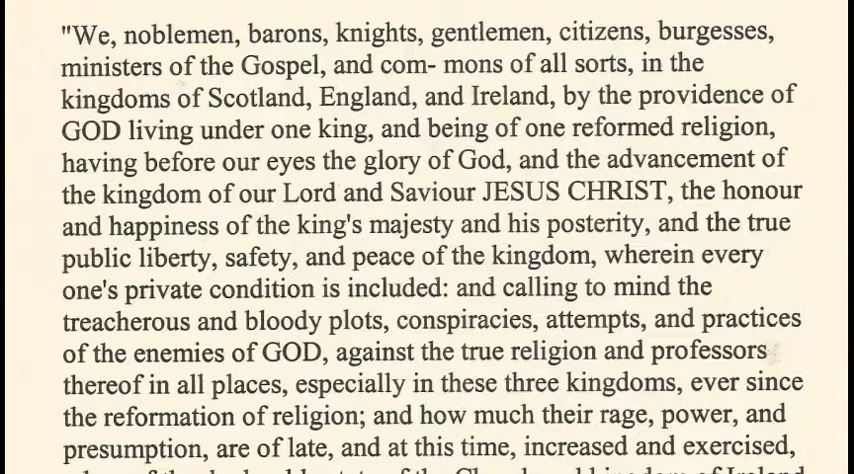 "We, noblemen, barons, knights, gentlemen, citizens, burgesses,
ministers of the Gospel, and com- mons of all sorts, in the
kingdoms of Scotland, England, and Ireland, by the providence of
GOD living under one king, and being of one reformed religion,
having before our eyes the glory of God, and the advancement of
the kingdom of our Lord and Saviour JESUS CHRIST, the honour
and happiness of the king's majesty and his posterity, and the true
public liberty, safety, and peace of the kingdom, wherein every
one's private condition is included: and calling to mind the
treacherous and bloody plots, conspiracies, attempts, and practices
of the enemies of GOD, against the true religion and professors
thereof in all places, especially in these three kingdoms, ever since
the reformation of religion; and how much their rage, power, and
presumption, are of late, and at this time, increased and exercised,